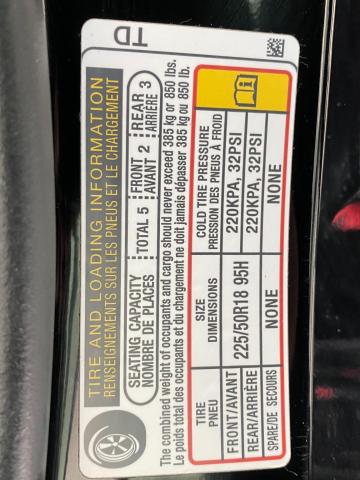 TIRE AND LOADING INFORMATION
RENSEIGNEMENTS SUR LES PNEUS ET LE CHARGEMENT
TD
SEATING CAPACITY
NOMBRE DE PLACES
TOTAL 5
FRONT 2
AVANT
REAR 3
ARRIÈRE
The combined weight of occupants and cargo should never exceed 385 kg or 850 lbs.
Le poids total des occupants et du chargement ne doit jamais dépasser 385 kg ou 850 lb.
TIRE
PNEU
SIZE
DIMENSIONS
COLD TIRE PRESSURE
PRESSION DES PNEUS À FROID
FRONT/AVANT
225/50R18 95H
220KPA, 32PSI
REAR/ARRIÈRE
220KPA, 32PSI
SPARE/DE SECOURS
NONE
NONE